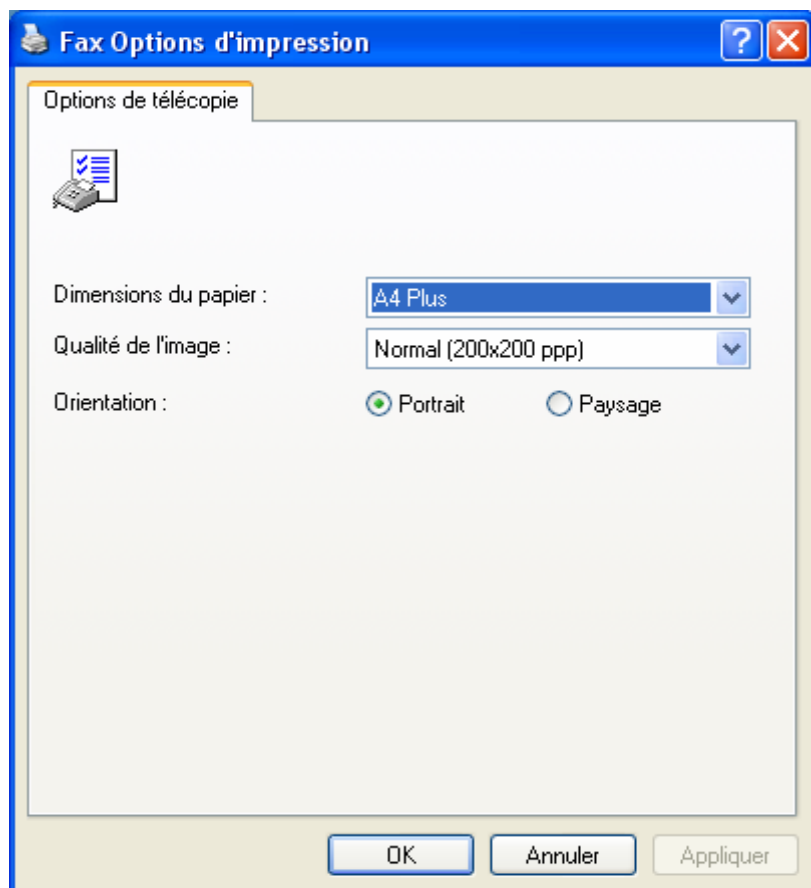 Fax Options d'impression
Options de télécopie
Dimensions du papier : A4 Plus
Qualité de l'image : Normal (200x200 ppp)
Orientation : Portrait Paysage
OK Annuler Appliquer